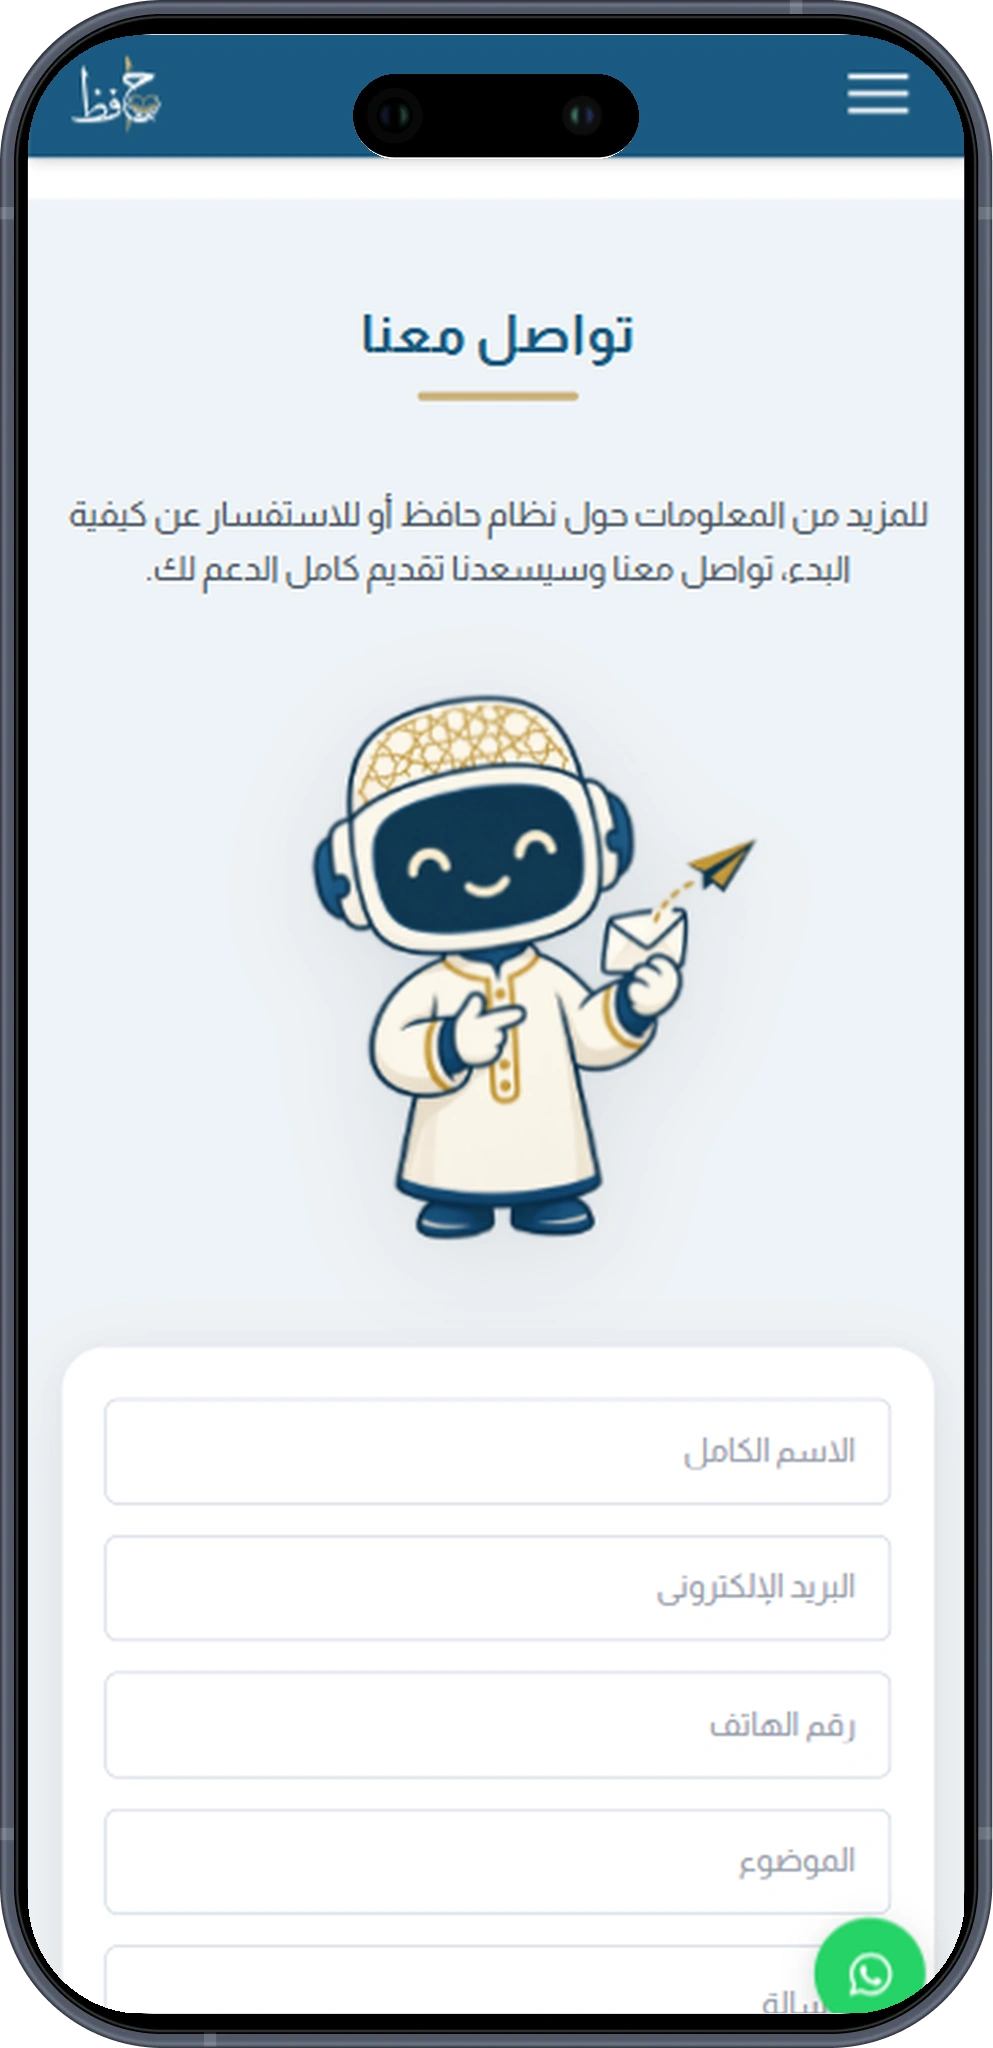 حافظ
تواصل معنا
للمزيد من المعلومات حول نظام حافظ أو للاستفسار عن كيفية
البدء، تواصل معنا وسيسعدنا تقديم كامل الدعم لك.
الاسم الكامل
البريد الإلكتروني
رقم الهاتف
الموضوع